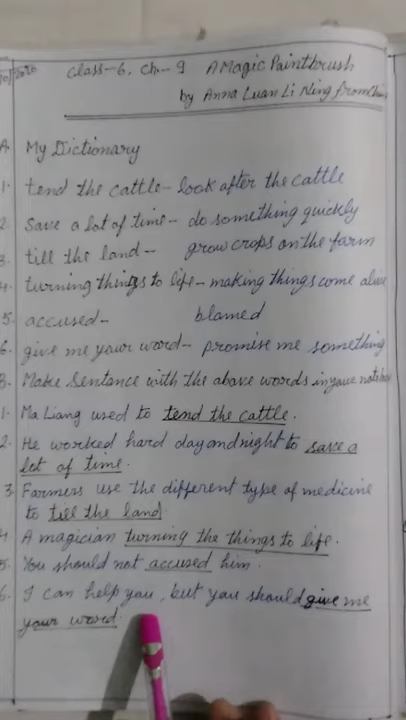 Class-6, Ch-9 A Magic Paintbrush
by Anna Luan Li Ning from
A. My Dictionary
1. tend the cattle- look after the cattle
2. save a lot of time- do something quickly
3. till the land- grow crops on the farm
4. turning things to life- making things come alive
5. accused- blamed
6. give me your word- promise me something
B. Make Sentence with the above words in your
1. Ma Liang used to tend the cattle.
2. He worked hard day and night to save a
lot of time.
3. Farmers use the different type of medicine
to till the land
4. A magician turning the things to life.
5. You should not accused him.
6. I can help you, but you should give me
your word.